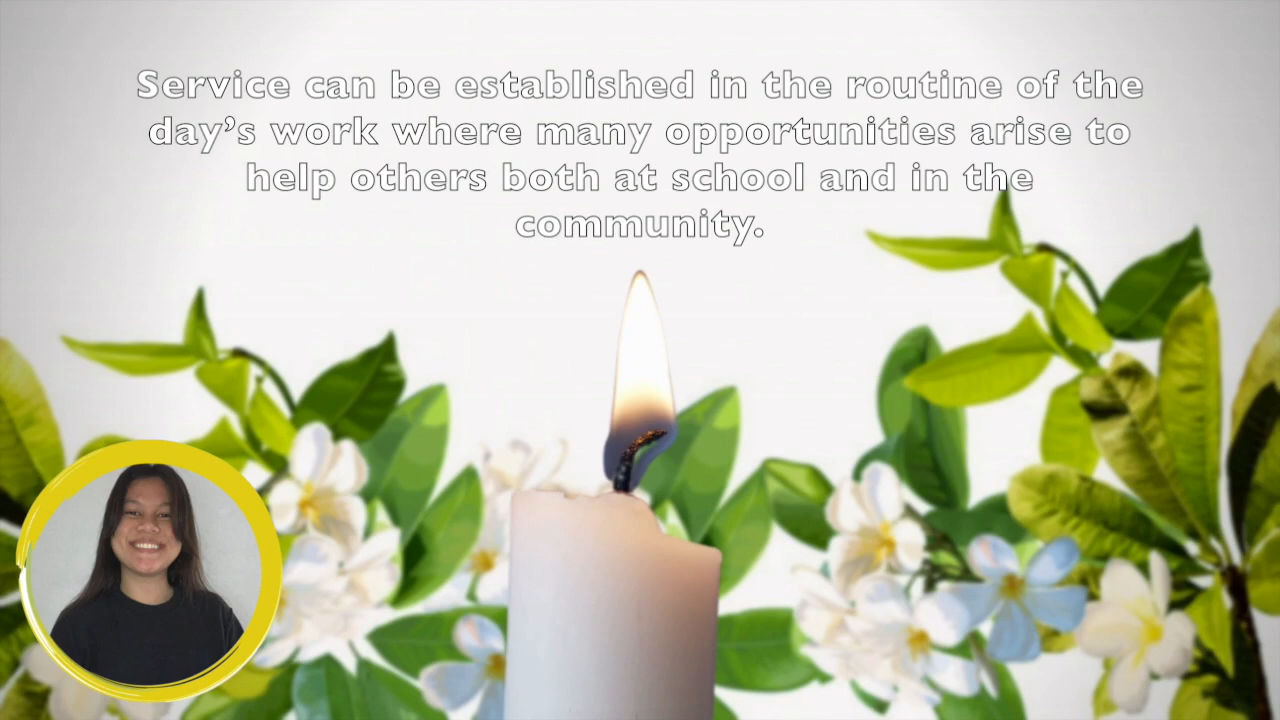 Service can be established in the routine of the
day’s work where many opportunities arise to
help others both at school and in the
community.